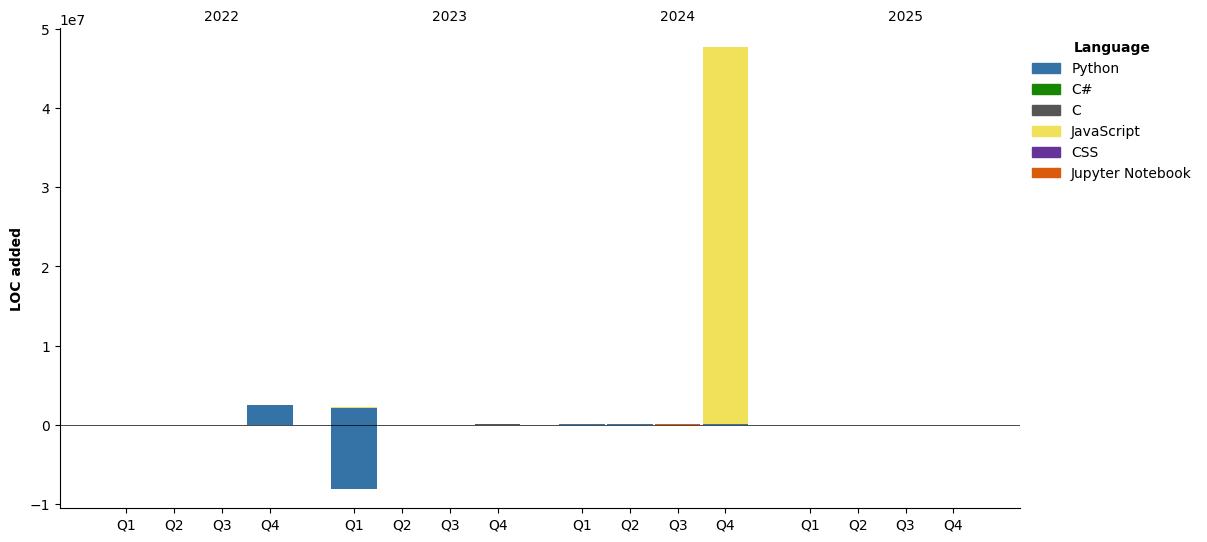 2022 2023 2024 2025
1e7
5
4
3
2
1
0
−1
LOC added
Q1 Q2 Q3 Q4 Q1 Q2 Q3 Q4 Q1 Q2 Q3 Q4 Q1 Q2 Q3 Q4
Language
Python
C#
C
JavaScript
CSS
Jupyter Notebook